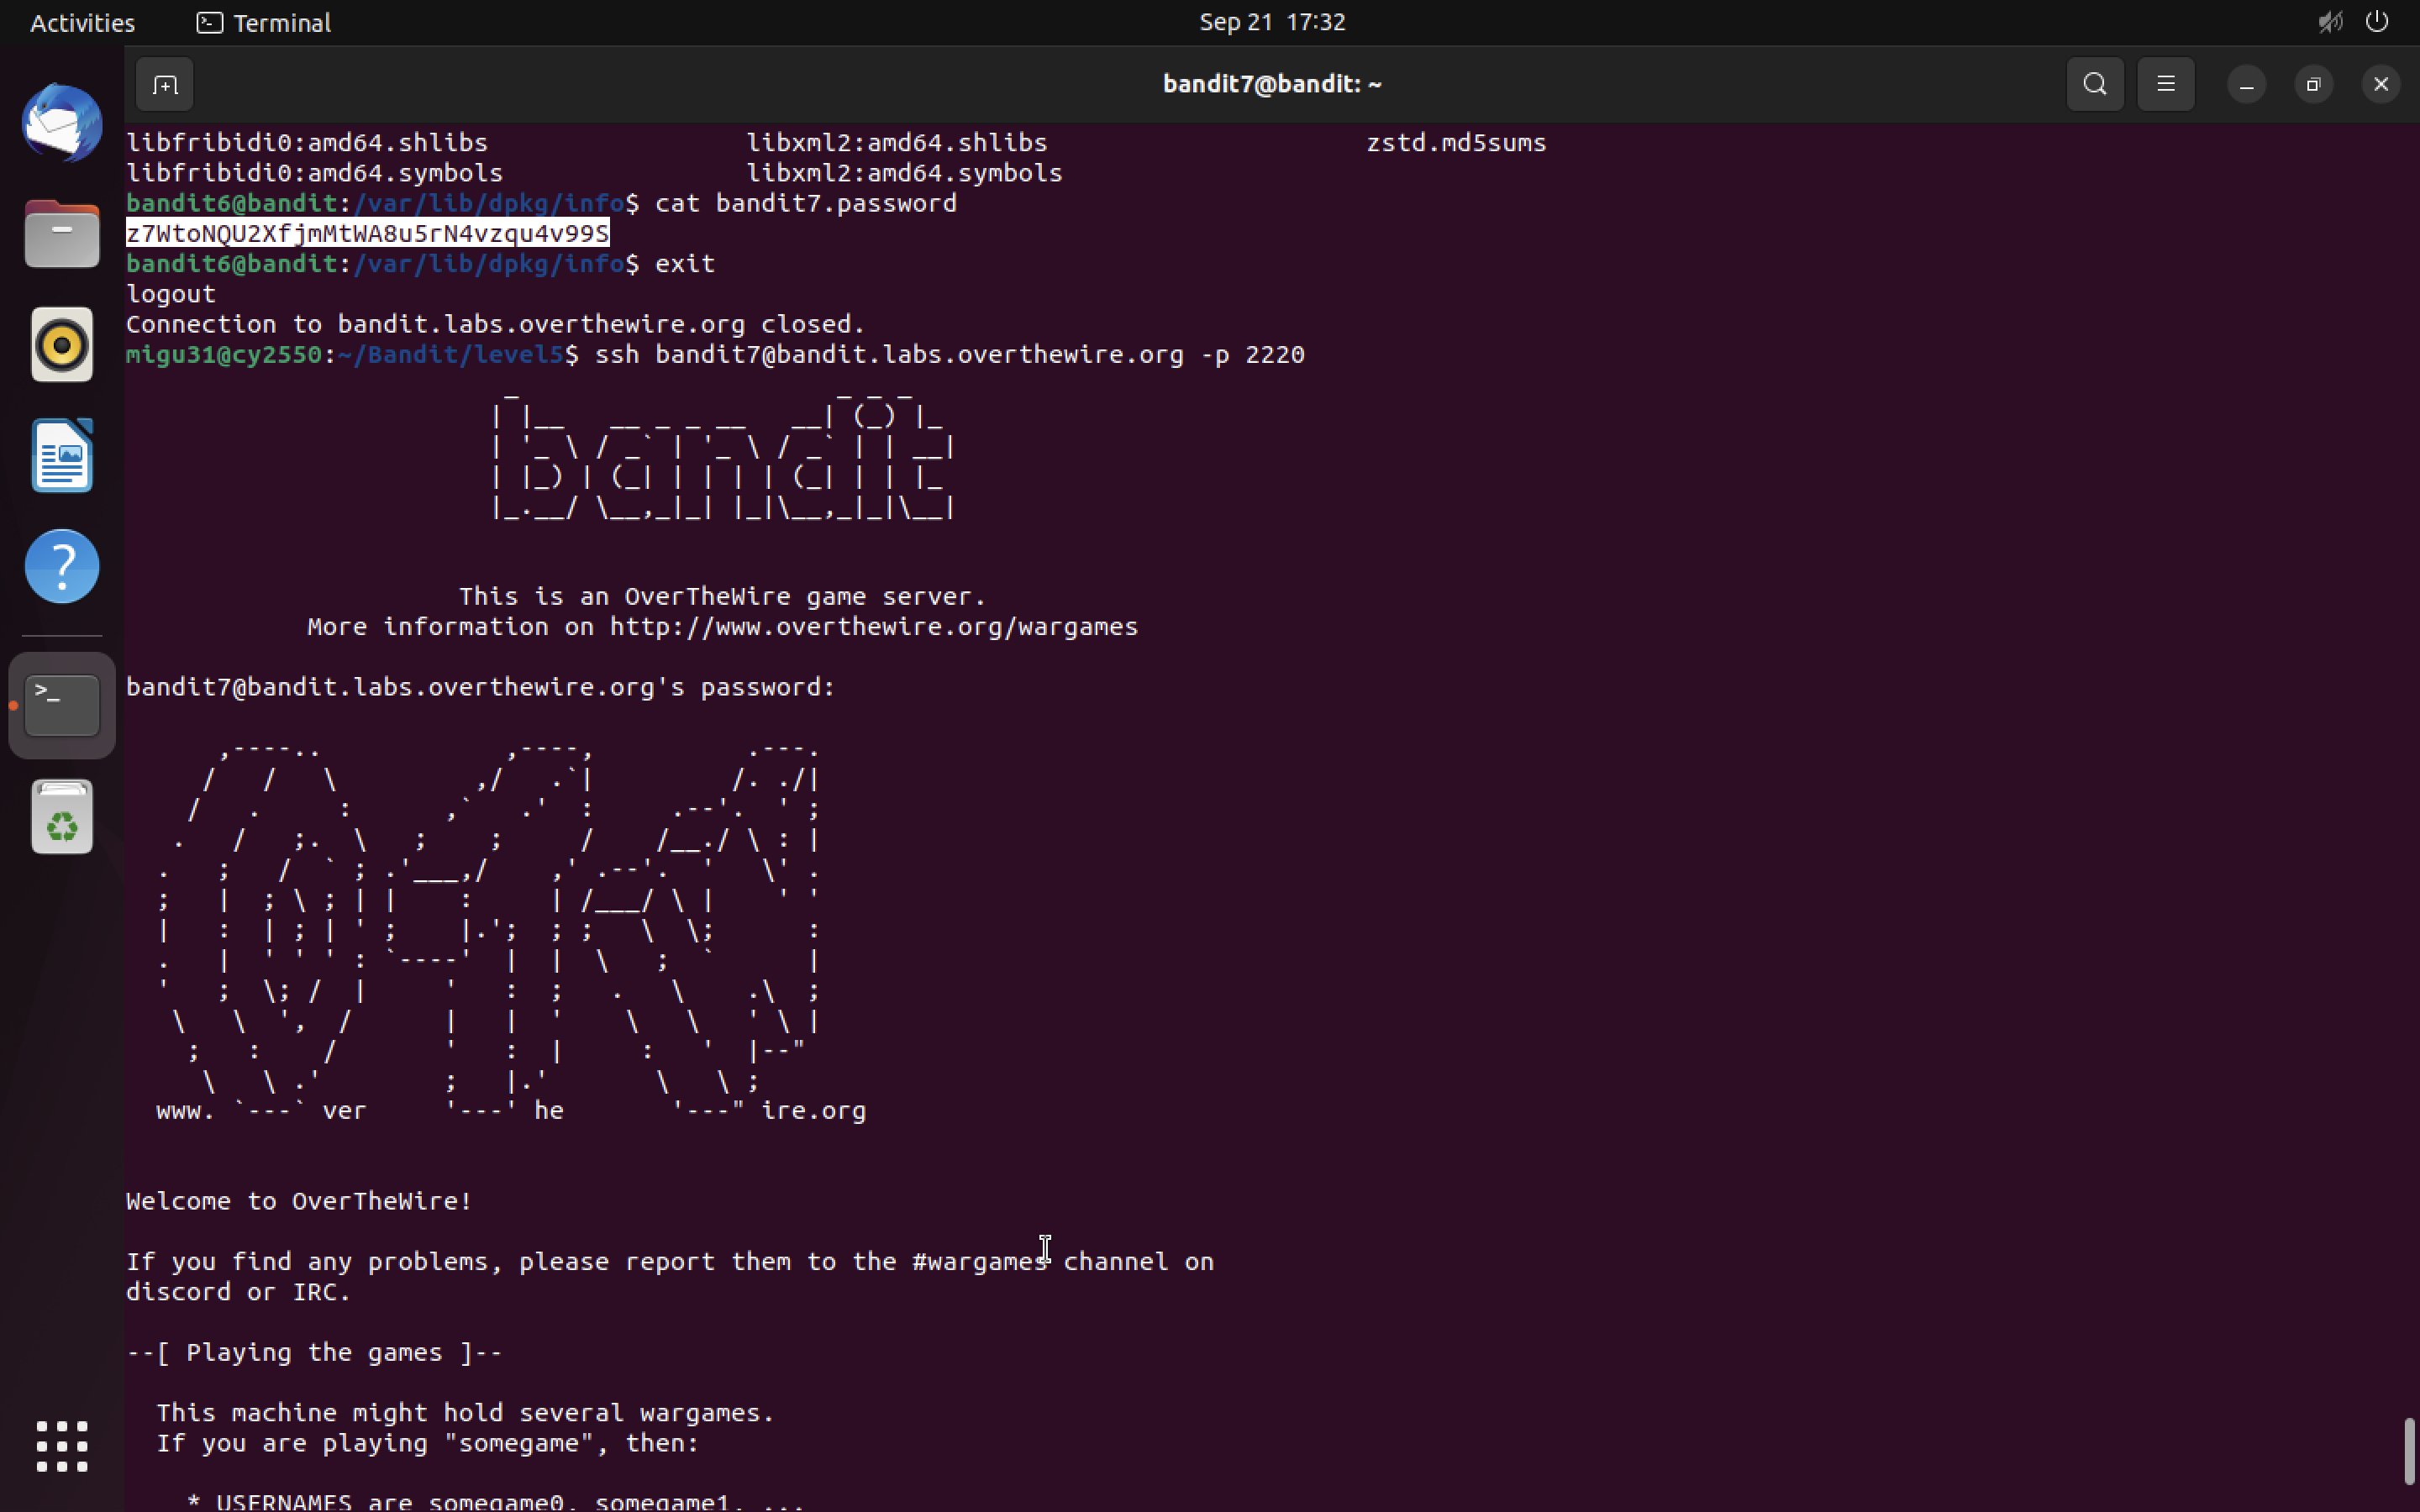 Activities Terminal Sep 21 17:32
bandit7@bandit: ~
libfribidi0:amd64.shlibs libxml2:amd64.shlibs zstd.md5sums
libfribidi0:amd64.symbols libxml2:amd64.symbols
bandit6@bandit:/var/lib/dpkg/info$ cat bandit7.password
z7WtoNQU2XfjmMtWA8u5rN4vzqu4v99S
bandit6@bandit:/var/lib/dpkg/info$ exit
logout
Connection to bandit.labs.overthewire.org closed.
migu31@cy2550:~/Bandit/level5$ ssh bandit7@bandit.labs.overthewire.org -p 2220
bandit
This is an OverTheWire game server.
More information on http://www.overthewire.org/wargames
bandit7@bandit.labs.overthewire.org's password:
www. ver he ire.org
Welcome to OverTheWire!
If you find any problems, please report them to the #wargames channel on
discord or IRC.
--[ Playing the games ]--
This machine might hold several wargames.
If you are playing "somegame", then:
* USERNAMES are somegame0, somegame1, ...